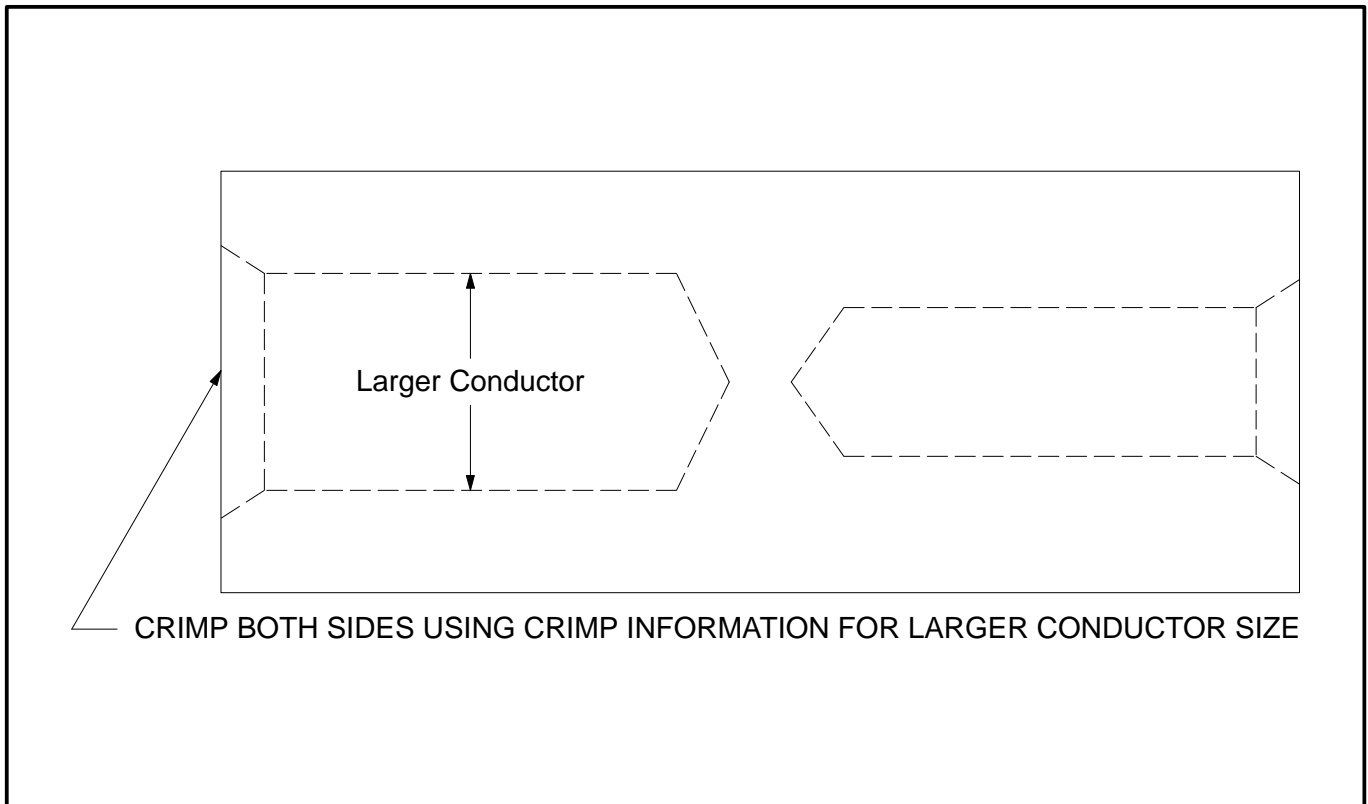 Larger Conductor
CRIMP BOTH SIDES USING CRIMP INFORMATION FOR LARGER CONDUCTOR SIZE